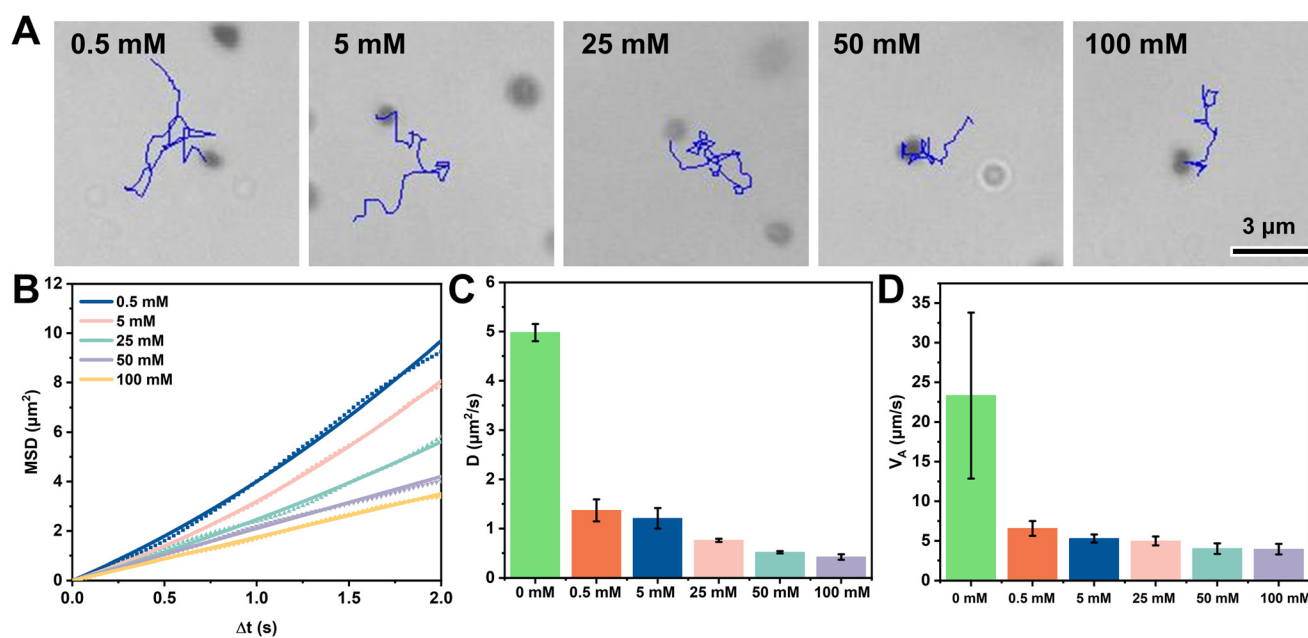 A
0.5 mM
5 mM
25 mM
50 mM
100 mM
3 μm
B
MSD (μm²)
12
10
8
6
4
2
0
0.5 mM
5 mM
25 mM
50 mM
100 mM
0.0 0.5 1.0 1.5 2.0
Δt (s)
C
D (μm²/s)
6
5
4
3
2
1
0
0 mM 0.5 mM 5 mM 25 mM 50 mM 100 mM
D
V_A (μm/s)
35
30
25
20
15
10
5
0
0 mM 0.5 mM 5 mM 25 mM 50 mM 100 mM